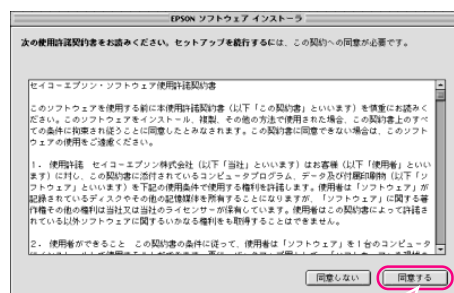 EPSON ソフトウェア インストーラ
次の使用許諾契約書をお読みください。セットアップを続行するには、この契約への同意が必要です。
セイコーエプソン・ソフトウェア使用許諾契約書
このソフトウェアを使用する前に本使用許諾契約書（以下「この契約書」といいます）を慎重にお読みく
ださい。このソフトウェアをインストール、複製、その他の方法で使用された場合、この契約書上のすべ
ての条件に拘束され従うことに同意したとみなされます。この契約書に同意できない場合は、このソフト
ウェアの使用をご遠慮ください。
1. 使用許諾 セイコーエプソン株式会社（以下「当社」といいます）はお客様（以下「使用者」といい
ます）に対し、この契約書に添付されているコンピュータプログラム、データ及び付属印刷物（以下「ソ
フトウェア」といいます）を下記の使用条件で使用する権利を許諾します。使用者は「ソフトウェア」が
記録されているディスクやその他の記憶媒体を所有することになりますが、「ソフトウェア」に関する著
作権その他の権利は当社又は当社のライセンサーが保有しています。使用者はこの契約書によって許諾さ
れている以外ソフトウェアに関するいかなる権利をも取得することはできません。
2. 使用者ができること この契約書の条件に従って、使用者は「ソフトウェア」を1台のコンピュータ
同意しない
同意する